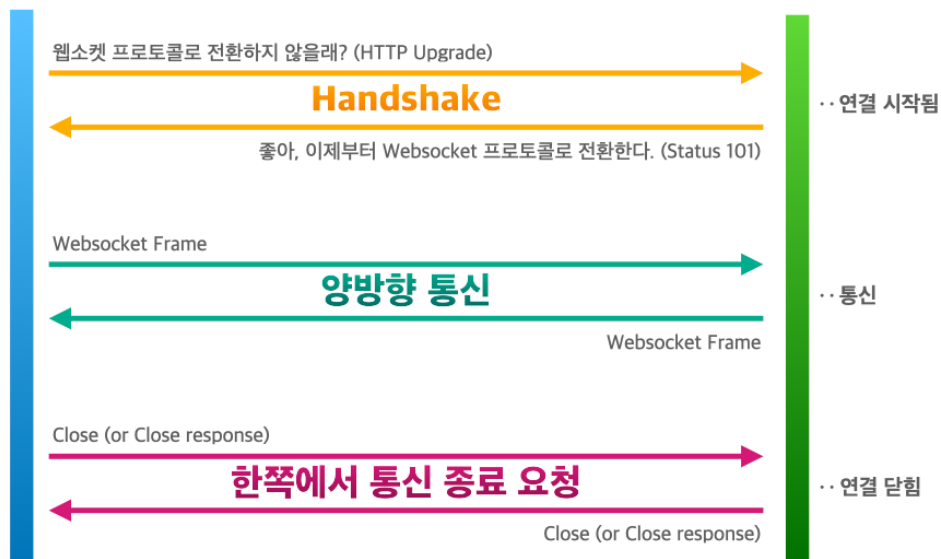 웹소켓 프로토콜로 전환하지 않을래? (HTTP Upgrade)
Handshake
·· 연결 시작됨
좋아, 이제부터 Websocket 프로토콜로 전환한다. (Status 101)
Websocket Frame
양방향 통신
·· 통신
Websocket Frame
Close (or Close response)
한쪽에서 통신 종료 요청
·· 연결 닫힘
Close (or Close response)